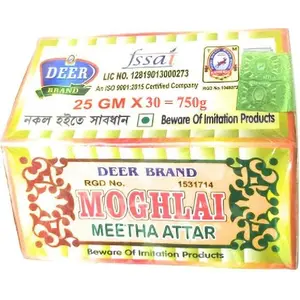 fssai
DEER
BRAND
LIC NO. 12819013000273
An ISO 9001:2015 Certified Company
25 GM X 30 = 750g
নকল হইতে সাবধান
Beware Of Imitation Products
DEER BRAND
RGD No. 1531714
MOGHLAI
MEETHA ATTAR
Beware of Imitation Products